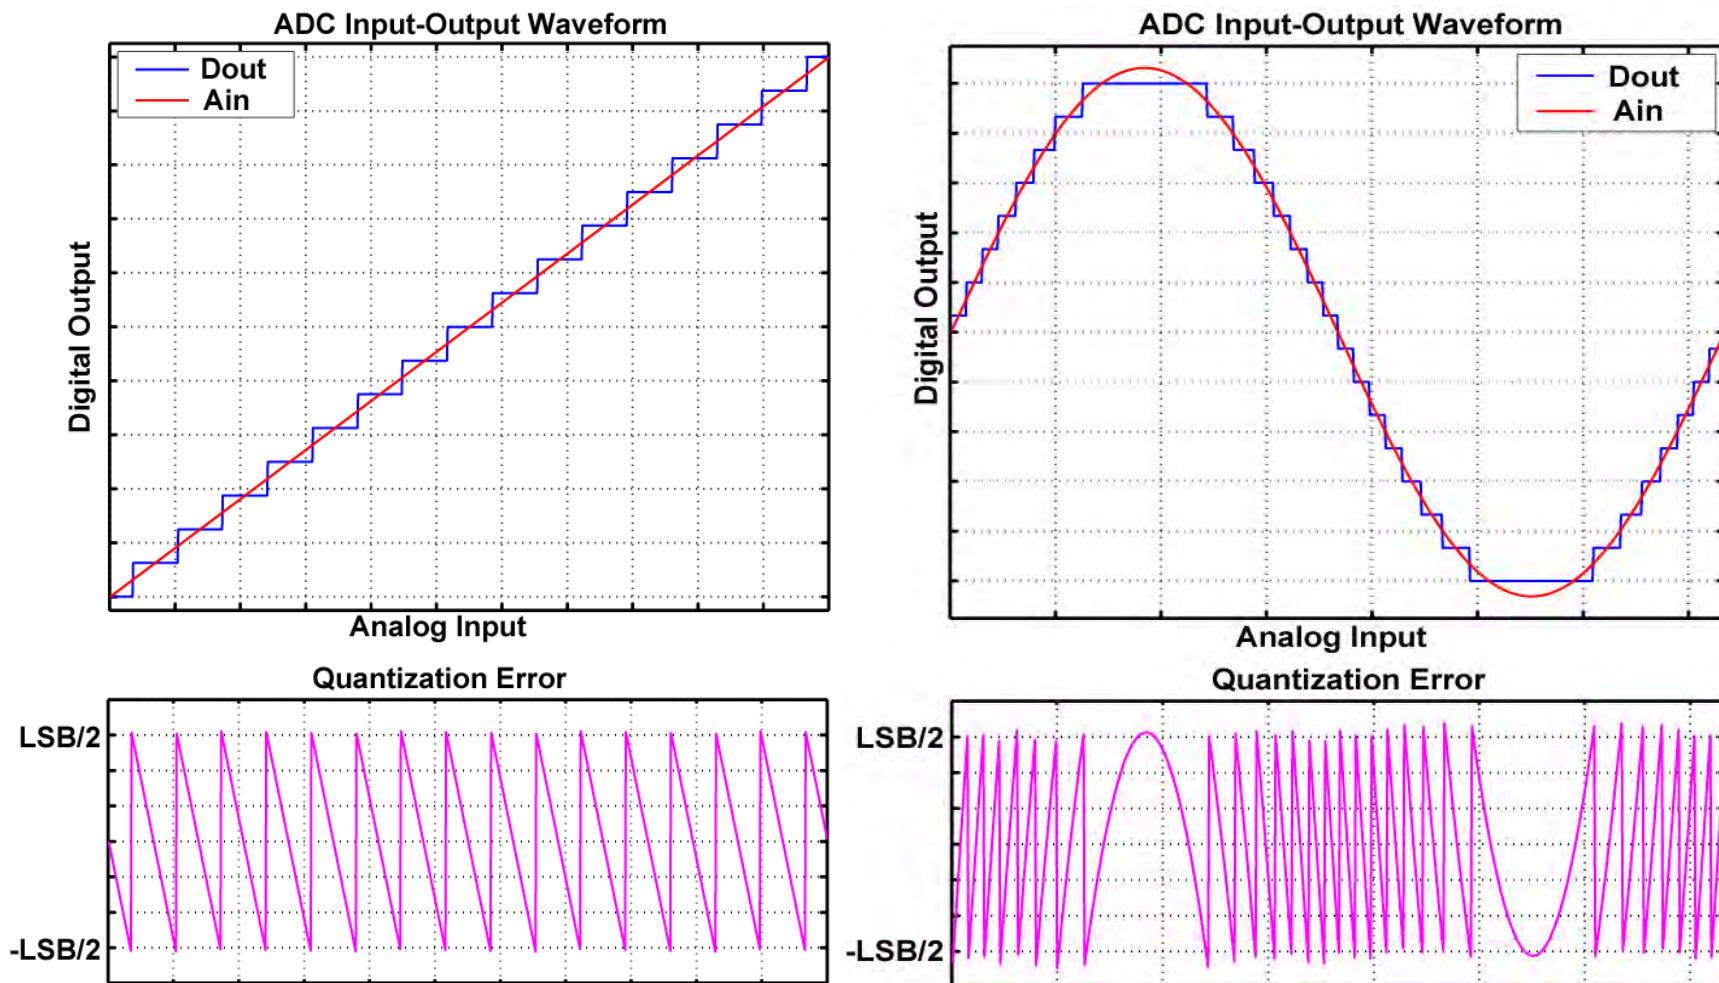 ADC Input-Output Waveform
Dout
Ain
Digital Output
Analog Input
Quantization Error
LSB/2
-LSB/2
ADC Input-Output Waveform
Dout
Ain
Digital Output
Analog Input
Quantization Error
LSB/2
-LSB/2